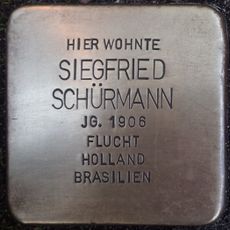 HIER WOHNTE
SIEGFRIED
SCHÜRMANN
JG. 1906
FLUCHT
HOLLAND
BRASILIEN